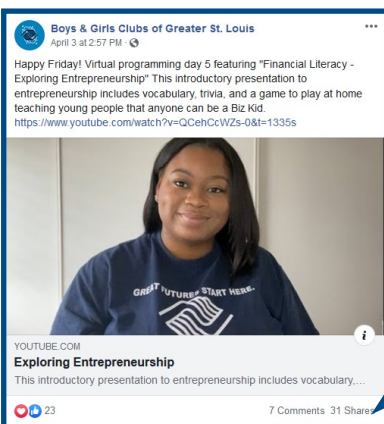 Boys & Girls Clubs of Greater St. Louis
April 3 at 2:57 PM ·
Happy Friday! Virtual programming day 5 featuring "Financial Literacy -
Exploring Entrepreneurship" This introductory presentation to
entrepreneurship includes vocabulary, trivia, and a game to play at home
teaching young people that anyone can be a Biz Kid.
https://www.youtube.com/watch?v=QCehCcWZs-0&t=1335s
GREAT FUTURES START HERE.
YOUTUBE.COM
Exploring Entrepreneurship
This introductory presentation to entrepreneurship includes vocabulary,...
23
7 Comments 31 Shares